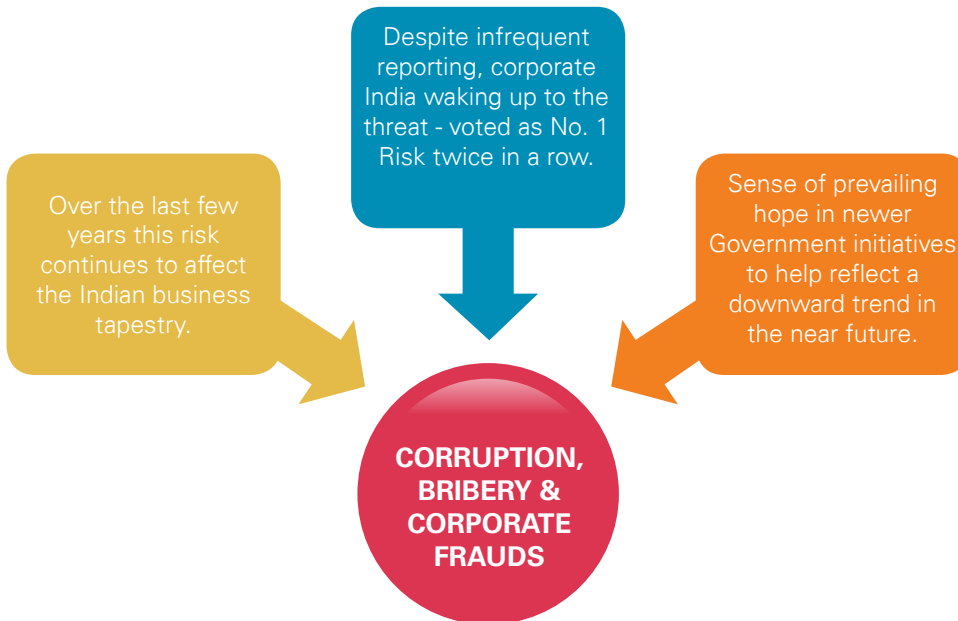 Over the last few
years this risk
continues to affect
the Indian business
tapestry.
Despite infrequent
reporting, corporate
India waking up to the
threat - voted as No. 1
Risk twice in a row.
Sense of prevailing
hope in newer
Government initiatives
to help reflect a
downward trend in
the near future.
CORRUPTION,
BRIBERY &
CORPORATE
FRAUDS